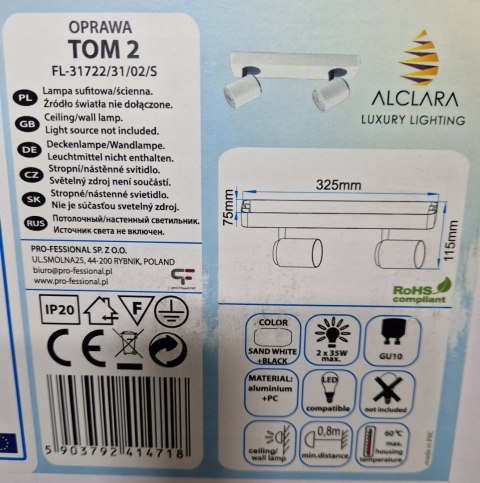 OPRAWA
TOM 2
FL-31722/31/02/S
PL
Lampa sufitowa/ścienna.
Źródło światła nie dołączone.
GB
Ceiling/wall lamp.
Light source not included.
DE
Deckenlampe/Wandlampe.
Leuchtmittel nicht enthalten.
CZ
Stropní/nástěnné svítidlo.
Světelný zdroj není součástí.
SK
Stropné/nástenné svietidlo.
Nie je súčasťou svetelný zdroj.
RUS
Потолочный/настенный светильник.
Источник света не включен.
PRO-FESSIONAL SP. Z O.O.
UL.SMOLNA25, 44-200 RYBNIK, POLAND
biuro@pro-fessional.pl
www.pro-fessional.pl
IP20
F
CE
5 903792 414718
ALCLARA
LUXURY LIGHTING
325mm
75mm
115mm
RoHS
compliant
COLOR
SAND WHITE
+BLACK
2 x 35W
max.
GU10
MATERIAL:
aluminium
+PC
LED
compatible
not included
ceiling/
wall lamp
0,8m
min.distance
60°C
max.
housing
temperature
made in PRC